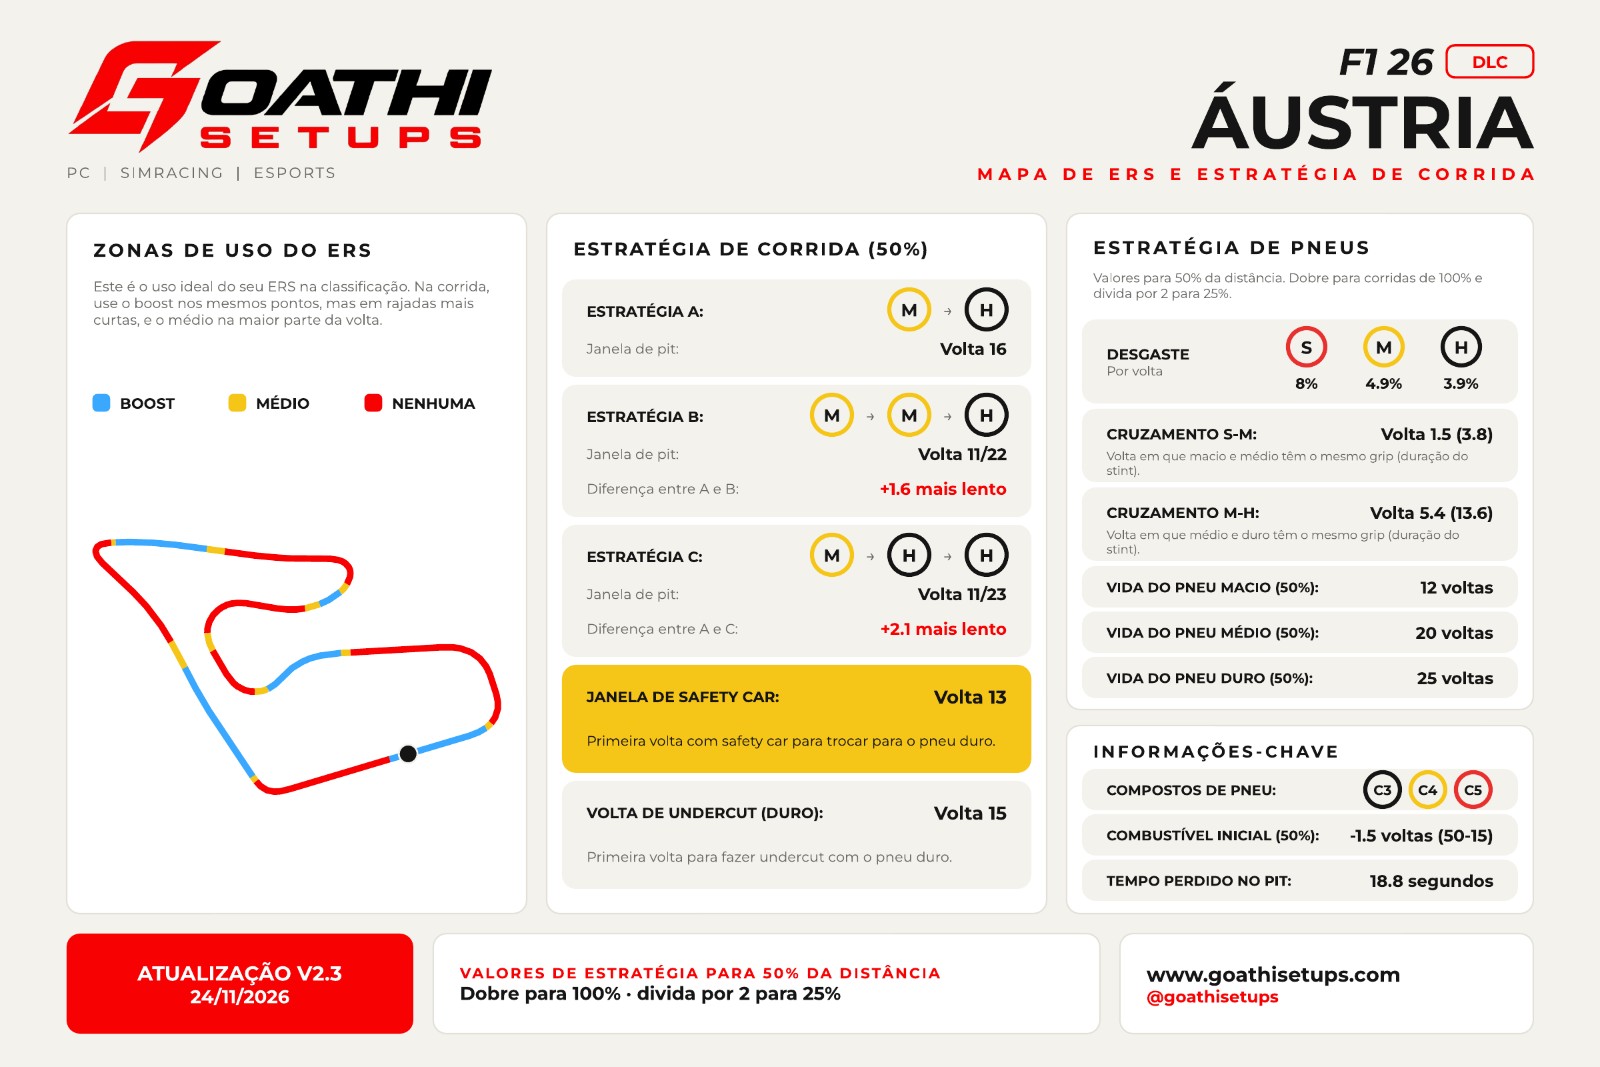 GOATHI
SETUPS
PC | SIMRACING | ESPORTS
F1 26 DLC
ÁUSTRIA
MAPA DE ERS E ESTRATÉGIA DE CORRIDA
ZONAS DE USO DO ERS
Este é o uso ideal do seu ERS na classificação. Na corrida,
use o boost nos mesmos pontos, mas em rajadas mais
curtas, e o médio na maior parte da volta.
BOOST MÉDIO NENHUMA
ESTRATÉGIA DE CORRIDA (50%)
ESTRATÉGIA A: M → H
Janela de pit: Volta 16
ESTRATÉGIA B: M → M → H
Janela de pit: Volta 11/22
Diferença entre A e B: +1.6 mais lento
ESTRATÉGIA C: M → H → H
Janela de pit: Volta 11/23
Diferença entre A e C: +2.1 mais lento
JANELA DE SAFETY CAR: Volta 13
Primeira volta com safety car para trocar para o pneu duro.
VOLTA DE UNDERCUT (DURO): Volta 15
Primeira volta para fazer undercut com o pneu duro.
ESTRATÉGIA DE PNEUS
Valores para 50% da distância. Dobre para corridas de 100% e
divida por 2 para 25%.
DESGASTE S M H
Por volta 8% 4.9% 3.9%
CRUZAMENTO S-M: Volta 1.5 (3.8)
Volta em que macio e médio têm o mesmo grip (duração do
stint).
CRUZAMENTO M-H: Volta 5.4 (13.6)
Volta em que médio e duro têm o mesmo grip (duração do
stint).
VIDA DO PNEU MACIO (50%): 12 voltas
VIDA DO PNEU MÉDIO (50%): 20 voltas
VIDA DO PNEU DURO (50%): 25 voltas
INFORMAÇÕES-CHAVE
COMPOSTOS DE PNEU: C3 C4 C5
COMBUSTÍVEL INICIAL (50%): -1.5 voltas (50-15)
TEMPO PERDIDO NO PIT: 18.8 segundos
ATUALIZAÇÃO V2.3
24/11/2026
VALORES DE ESTRATÉGIA PARA 50% DA DISTÂNCIA
Dobre para 100% · divida por 2 para 25%
www.goathisetups.com
@goathisetups